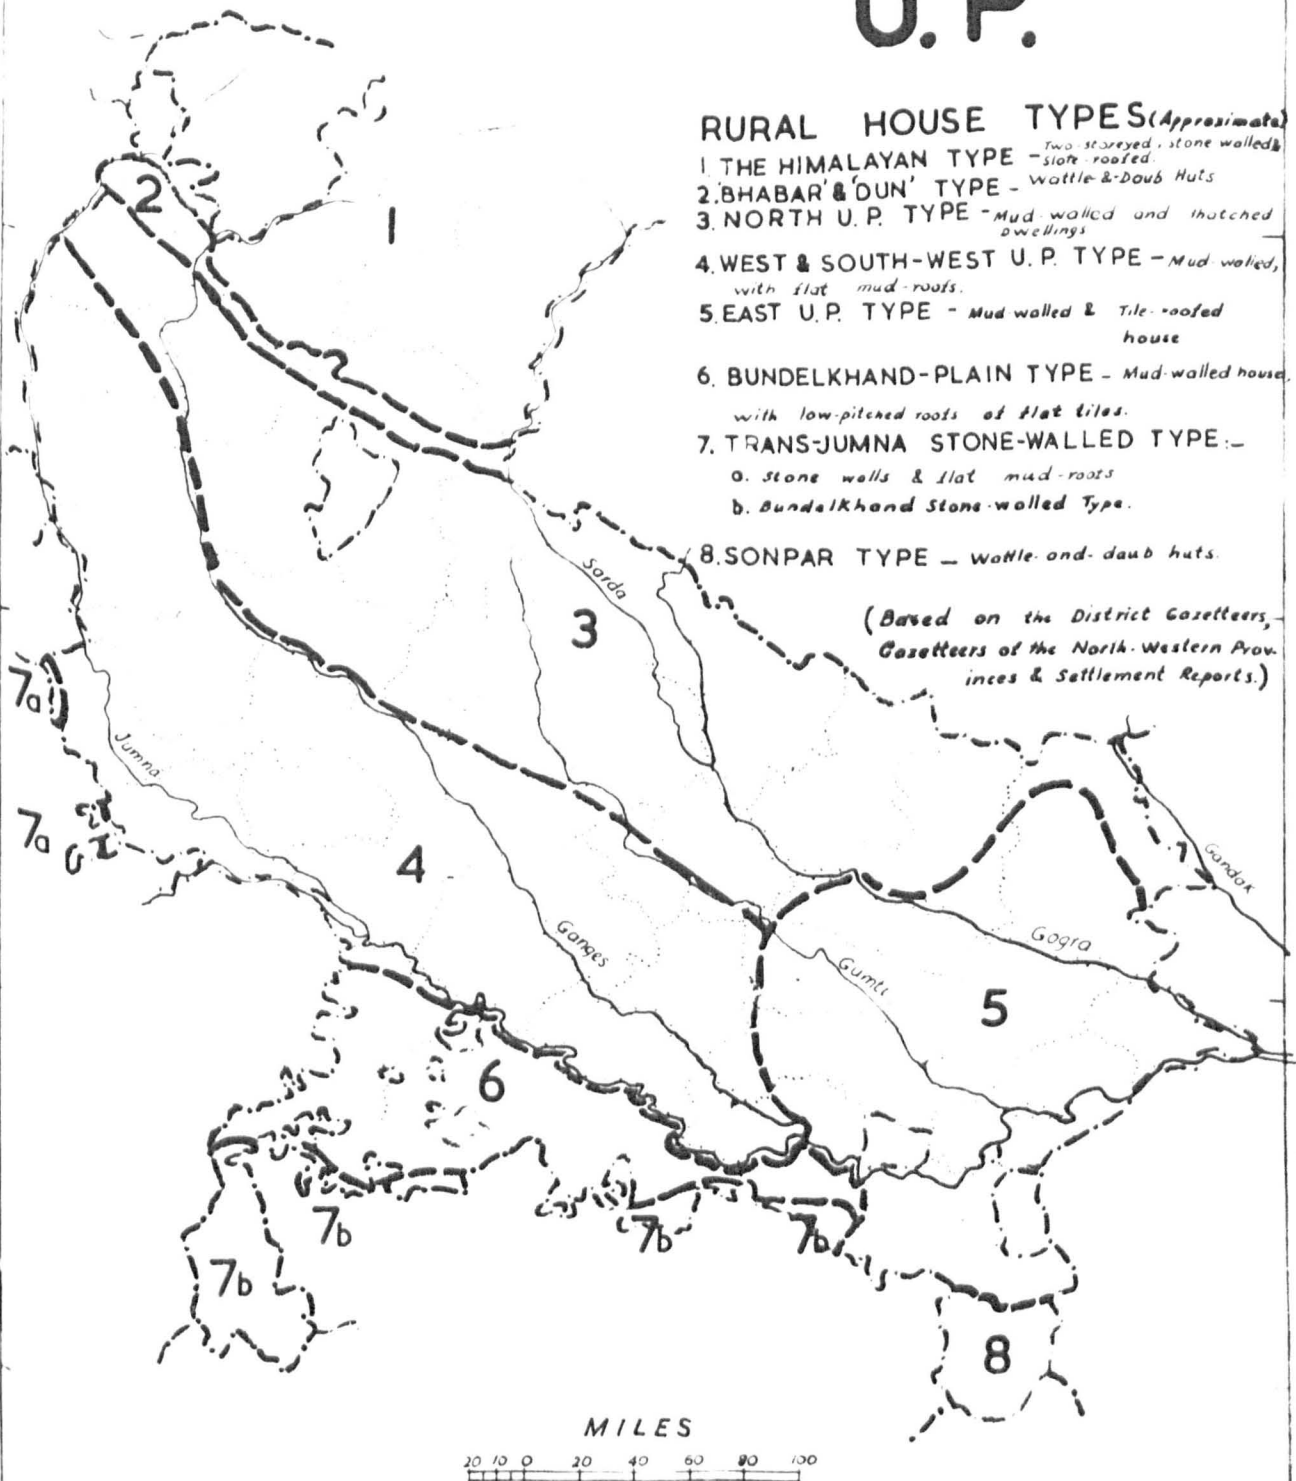 U.P.
RURAL HOUSE TYPES (Approximate)
1. THE HIMALAYAN TYPE - Two-storeyed, stone walled &
slate-roofed.
2. 'BHABAR' & 'DUN' TYPE - Wattle-&-Daub Huts
3. NORTH U.P. TYPE - Mud walled and thatched
Dwellings
4. WEST & SOUTH-WEST U.P. TYPE - Mud walled,
with flat mud-roofs.
5. EAST U.P. TYPE - Mud walled & Tile-roofed
house
6. BUNDELKHAND-PLAIN TYPE - Mud-walled house,
with low-pitched roofs of flat tiles.
7. TRANS-JUMNA STONE-WALLED TYPE:-
a. Stone walls & flat mud-roofs
b. Bundelkhand Stone-walled Type.
8. SONPAR TYPE - Wattle-and-daub huts.
(Based on the District Gazetteers,
Gazetteers of the North-Western Prov-
inces & Settlement Reports.)
2
1
Sarda
3
7a
Jumna
7a
4
Ganges
Gandak
Gogra
Gumti
5
6
7b
7b
7b
7b
8
MILES
20 10 0 20 40 60 80 100